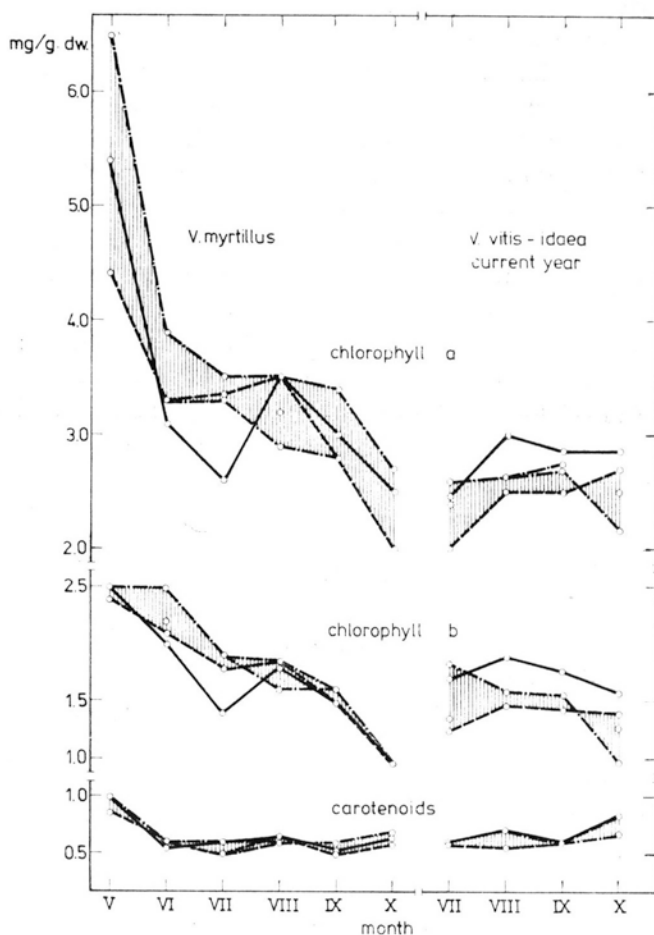 mg/g. dw.
6.0
5.0
V. myrtillus
V. vitis - idaea
current year
4.0
chlorophyll a
3.0
2.0
2.5
chlorophyll b
1.5
1.0
1.0
carotenoids
0.5
V VI VII VIII IX X VII VIII IX X
month